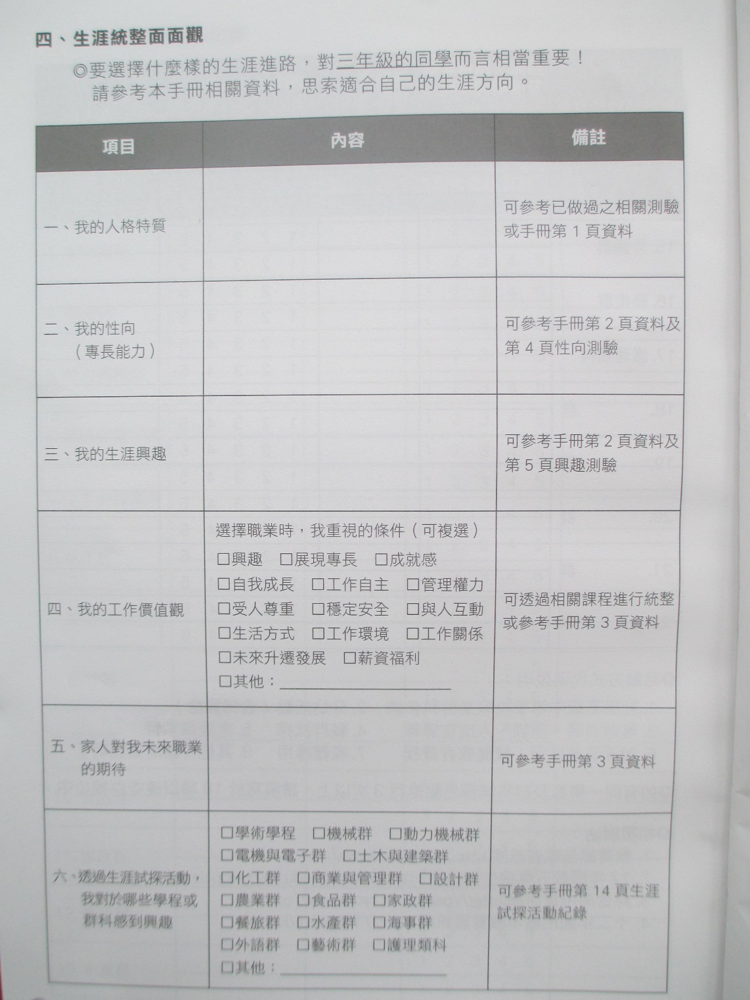 四、生涯統整面面觀
◎要選擇什麼樣的生涯進路，對三年級的同學而言相當重要！
請參考本手冊相關資料，思索適合自己的生涯方向。
項目 內容 備註
一、我的人格特質
可參考已做過之相關測驗
或手冊第 1 頁資料
二、我的性向
（專長能力）
可參考手冊第 2 頁資料及
第 4 頁性向測驗
三、我的生涯興趣
可參考手冊第 2 頁資料及
第 5 頁興趣測驗
四、我的工作價值觀
選擇職業時，我重視的條件（可複選）
□興趣 □展現專長 □成就感
□自我成長 □工作自主 □管理權力
□受人尊重 □穩定安全 □與人互動
□生活方式 □工作環境 □工作關係
□未來升遷發展 □薪資福利
□其他：
可透過相關課程進行統整
或參考手冊第 3 頁資料
五、家人對我未來職業
的期待
可參考手冊第 3 頁資料
六、透過生涯試探活動，
我對於哪些學程或
群科感到興趣
□學術學程 □機械群 □動力機械群
□電機與電子群 □土木與建築群
□化工群 □商業與管理群 □設計群
□農業群 □食品群 □家政群
□餐旅群 □水產群 □海事群
□外語群 □藝術群 □護理類科
□其他：
可參考手冊第 14 頁生涯
試探活動紀錄